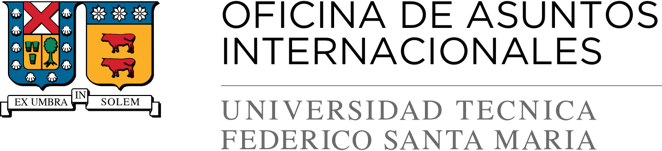 EX UMBRA IN SOLEM
OFICINA DE ASUNTOS
INTERNACIONALES
UNIVERSIDAD TECNICA
FEDERICO SANTA MARIA